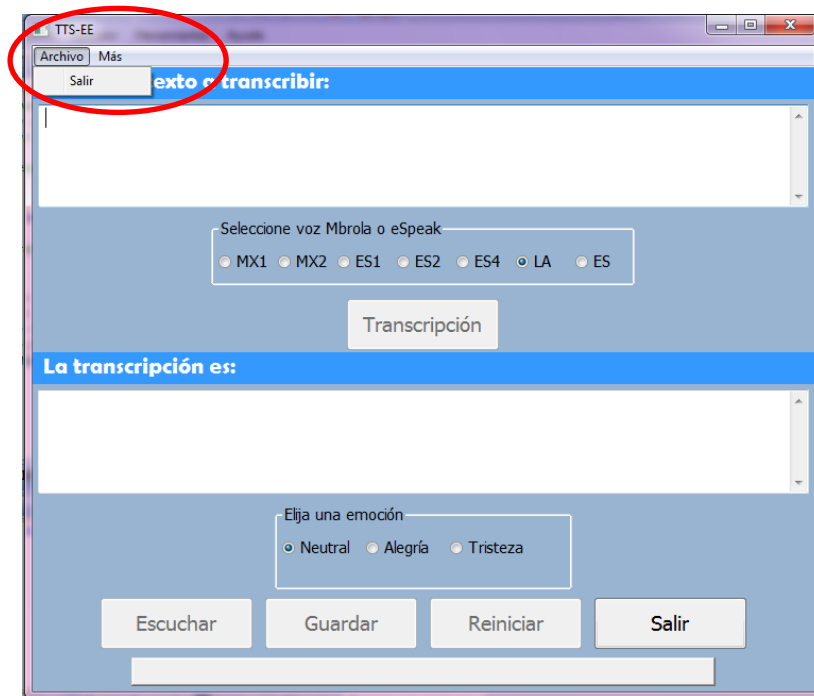 TTS-EE
Archivo Más
Salir
exto a transcribir:
Seleccione voz Mbrola o eSpeak
MX1 MX2 ES1 ES2 ES4 LA ES
Transcripción
La transcripción es:
Elija una emoción
Neutral Alegría Tristeza
Escuchar Guardar Reiniciar Salir